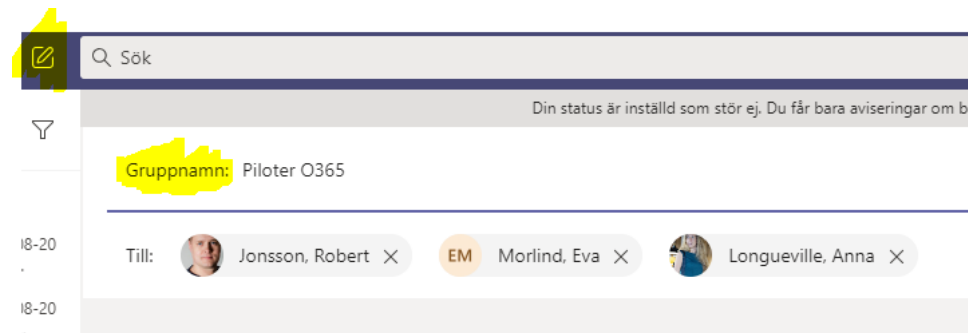 Sök
Din status är inställd som stör ej. Du får bara aviseringar om b
Gruppnamn: Piloter O365
08-20
Till: Jonsson, Robert EM Morlind, Eva Longueville, Anna
08-20